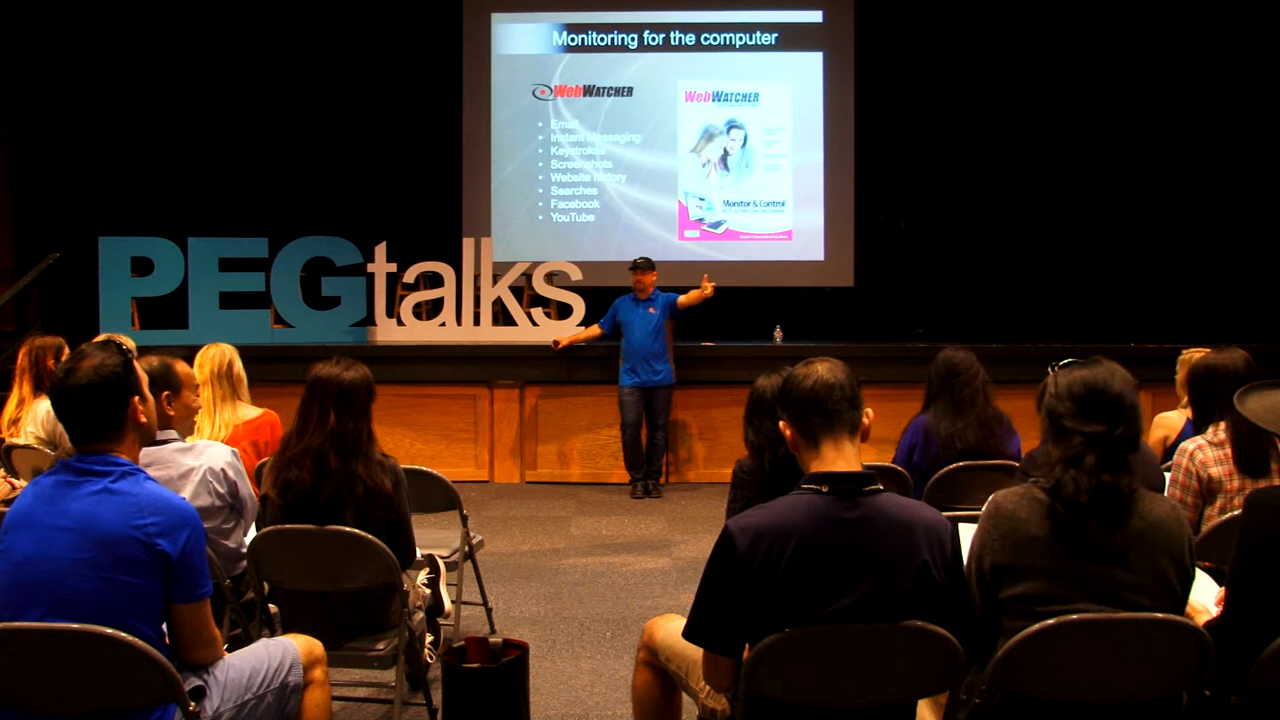 Monitoring for the computer
WebWATCHER
• Email
• Instant Messaging
• Keystrokes
• Screenshots
• Website history
• Searches
• Facebook
• YouTube
WebWATCHER
Monitor & Control
PEGtalks